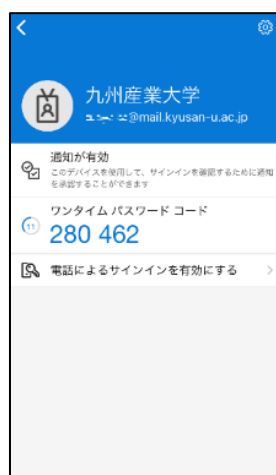 九州産業大学
@mail.kyusan-u.ac.jp
通知が有効
このデバイスを使用して、サインインを確認するために通知
を承認することができます
ワンタイム パスワード コード
11
280 462
電話によるサインインを有効にする